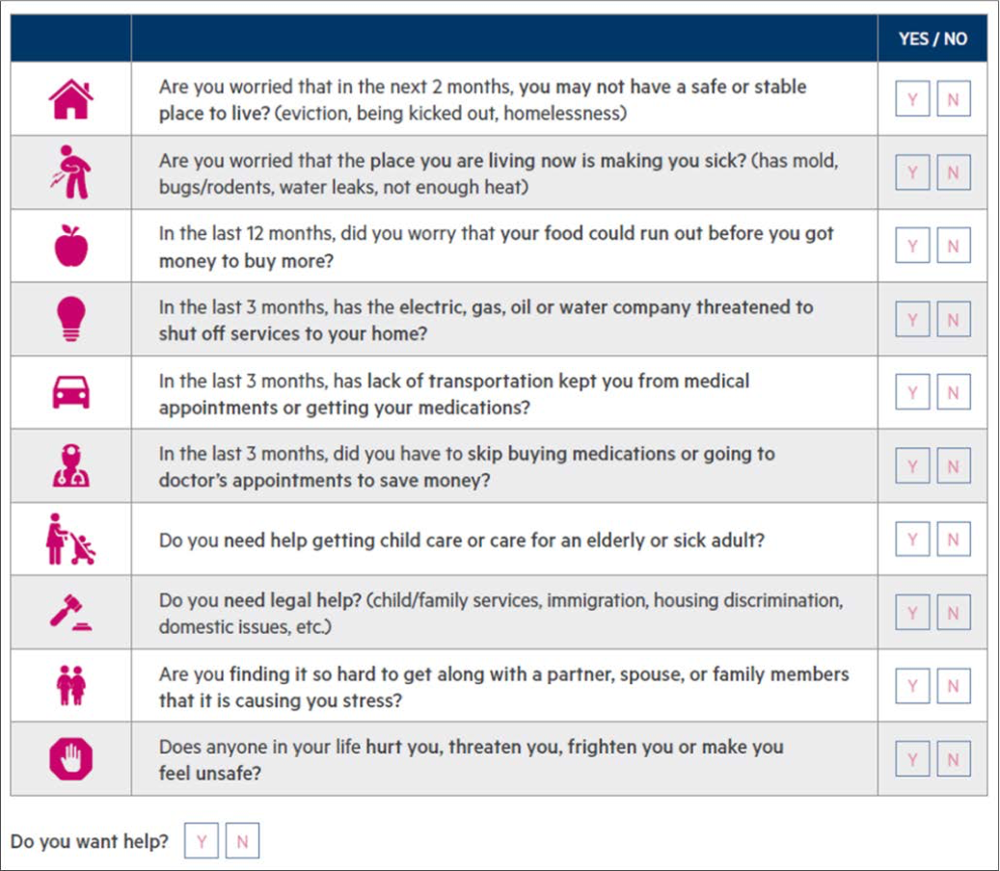 YES / NO
Are you worried that in the next 2 months, you may not have a safe or stable
place to live? (eviction, being kicked out, homelessness)
Y N
Are you worried that the place you are living now is making you sick? (has mold,
bugs/rodents, water leaks, not enough heat)
Y N
In the last 12 months, did you worry that your food could run out before you got
money to buy more?
Y N
In the last 3 months, has the electric, gas, oil or water company threatened to
shut off services to your home?
Y N
In the last 3 months, has lack of transportation kept you from medical
appointments or getting your medications?
Y N
In the last 3 months, did you have to skip buying medications or going to
doctor's appointments to save money?
Y N
Do you need help getting child care or care for an elderly or sick adult?
Y N
Do you need legal help? (child/family services, immigration, housing discrimination,
domestic issues, etc.)
Y N
Are you finding it so hard to get along with a partner, spouse, or family members
that it is causing you stress?
Y N
Does anyone in your life hurt you, threaten you, frighten you or make you
feel unsafe?
Y N
Do you want help? Y N